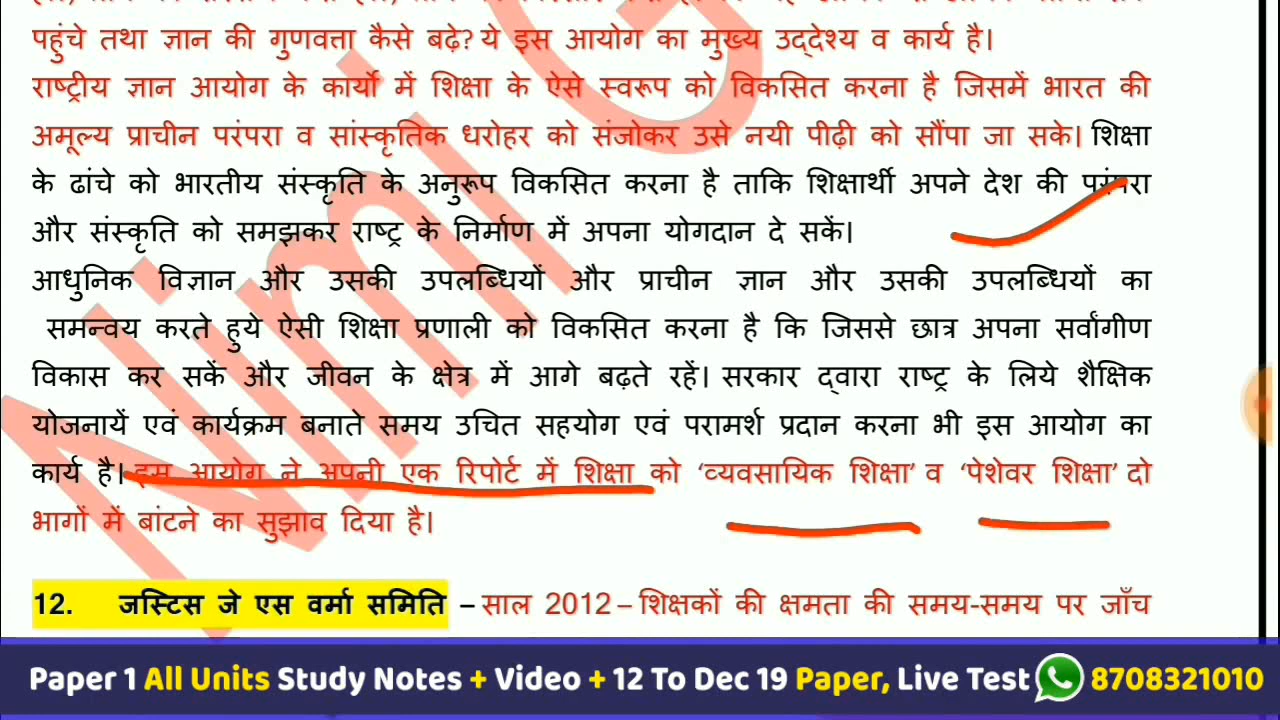 पहुंचे तथा ज्ञान की गुणवत्ता कैसे बढ़े? ये इस आयोग का मुख्य उद्देश्य व कार्य है।
राष्ट्रीय ज्ञान आयोग के कार्यो में शिक्षा के ऐसे स्वरूप को विकसित करना है जिसमें भारत की
अमूल्य प्राचीन परंपरा व सांस्कृतिक धरोहर को संजोकर उसे नयी पीढ़ी को सौंपा जा सके। शिक्षा
के ढांचे को भारतीय संस्कृति के अनुरूप विकसित करना है ताकि शिक्षार्थी अपने देश की परंपरा
और संस्कृति को समझकर राष्ट्र के निर्माण में अपना योगदान दे सकें।
आधुनिक विज्ञान और उसकी उपलब्धियों और प्राचीन ज्ञान और उसकी उपलब्धियों का
समन्वय करते हुये ऐसी शिक्षा प्रणाली को विकसित करना है कि जिससे छात्र अपना सर्वांगीण
विकास कर सकें और जीवन के क्षेत्र में आगे बढ़ते रहें। सरकार द्वारा राष्ट्र के लिये शैक्षिक
योजनायें एवं कार्यक्रम बनाते समय उचित सहयोग एवं परामर्श प्रदान करना भी इस आयोग का
कार्य है। इस आयोग ने अपनी एक रिपोर्ट में शिक्षा को ‘व्यवसायिक शिक्षा’ व ‘पेशेवर शिक्षा’ दो
भागों में बांटने का सुझाव दिया है।
12. जस्टिस जे एस वर्मा समिति – साल 2012 – शिक्षकों की क्षमता की समय-समय पर जाँच
Paper 1 All Units Study Notes + Video + 12 To Dec 19 Paper, Live Test 8708321010
Nimi G